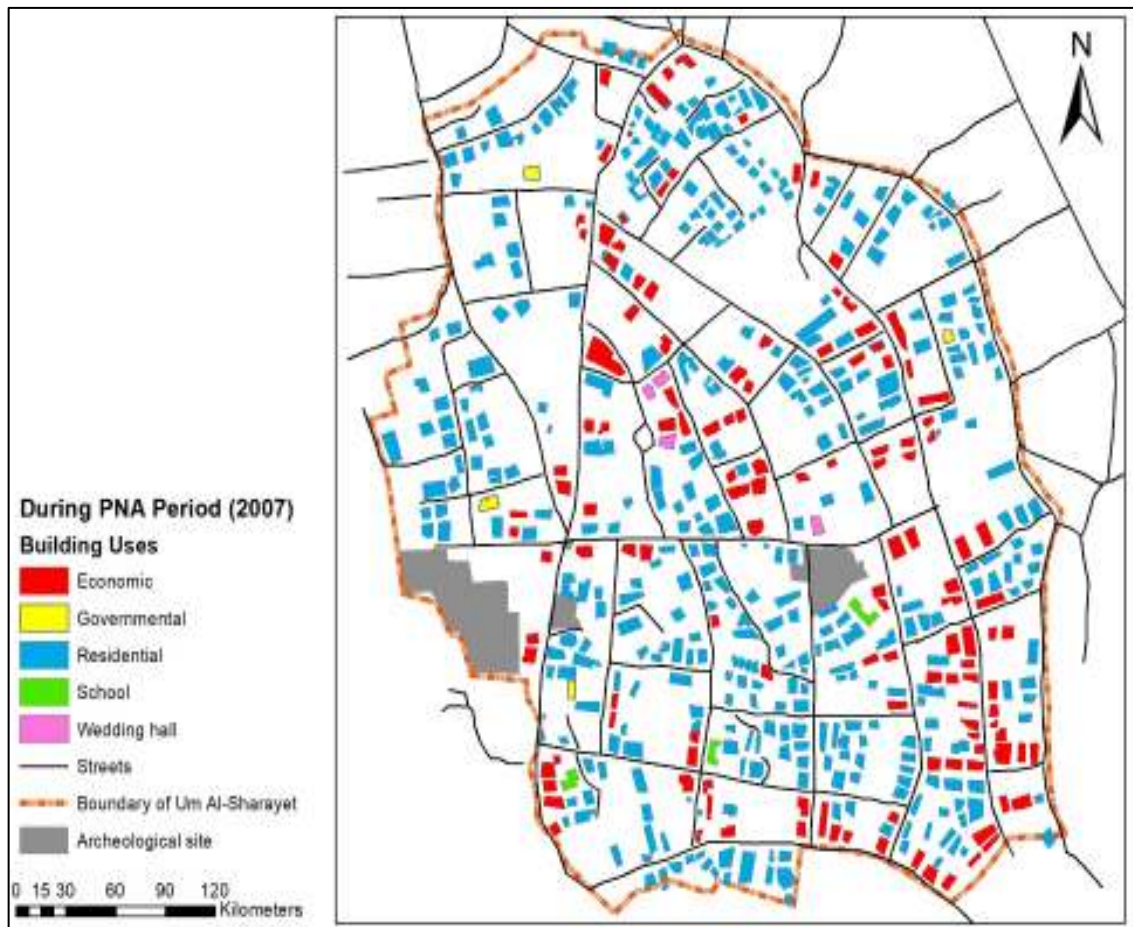 N
During PNA Period (2007)
Building Uses
Economic
Governmental
Residential
School
Wedding hall
Streets
Boundary of Um Al-Sharayet
Archeological site
0 15 30 60 90 120
Kilometers